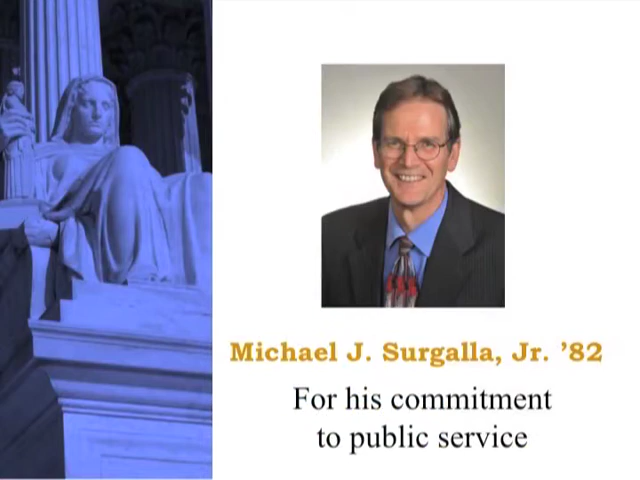 Michael J. Surgalla, Jr. ’82
For his commitment
to public service